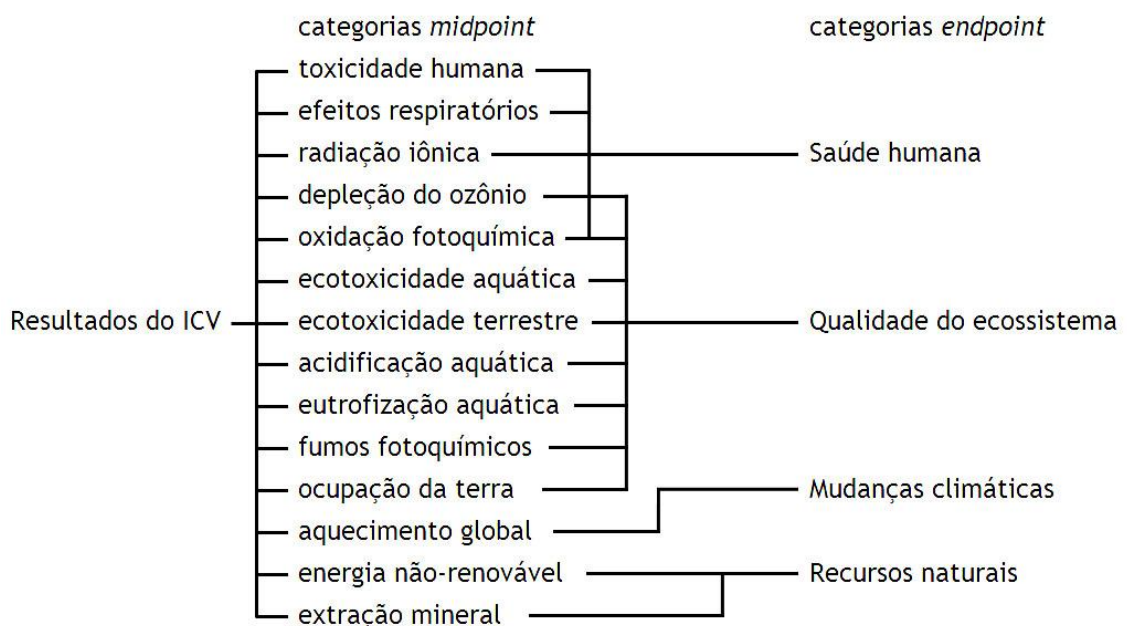 categorias midpoint categorias endpoint
toxicidade humana
efeitos respiratórios
radiação iônica Saúde humana
depleção do ozônio
oxidação fotoquímica
ecotoxicidade aquática
Resultados do ICV ecotoxicidade terrestre Qualidade do ecossistema
acidificação aquática
eutrofização aquática
fumos fotoquímicos
ocupação da terra Mudanças climáticas
aquecimento global
energia não-renovável Recursos naturais
extração mineral